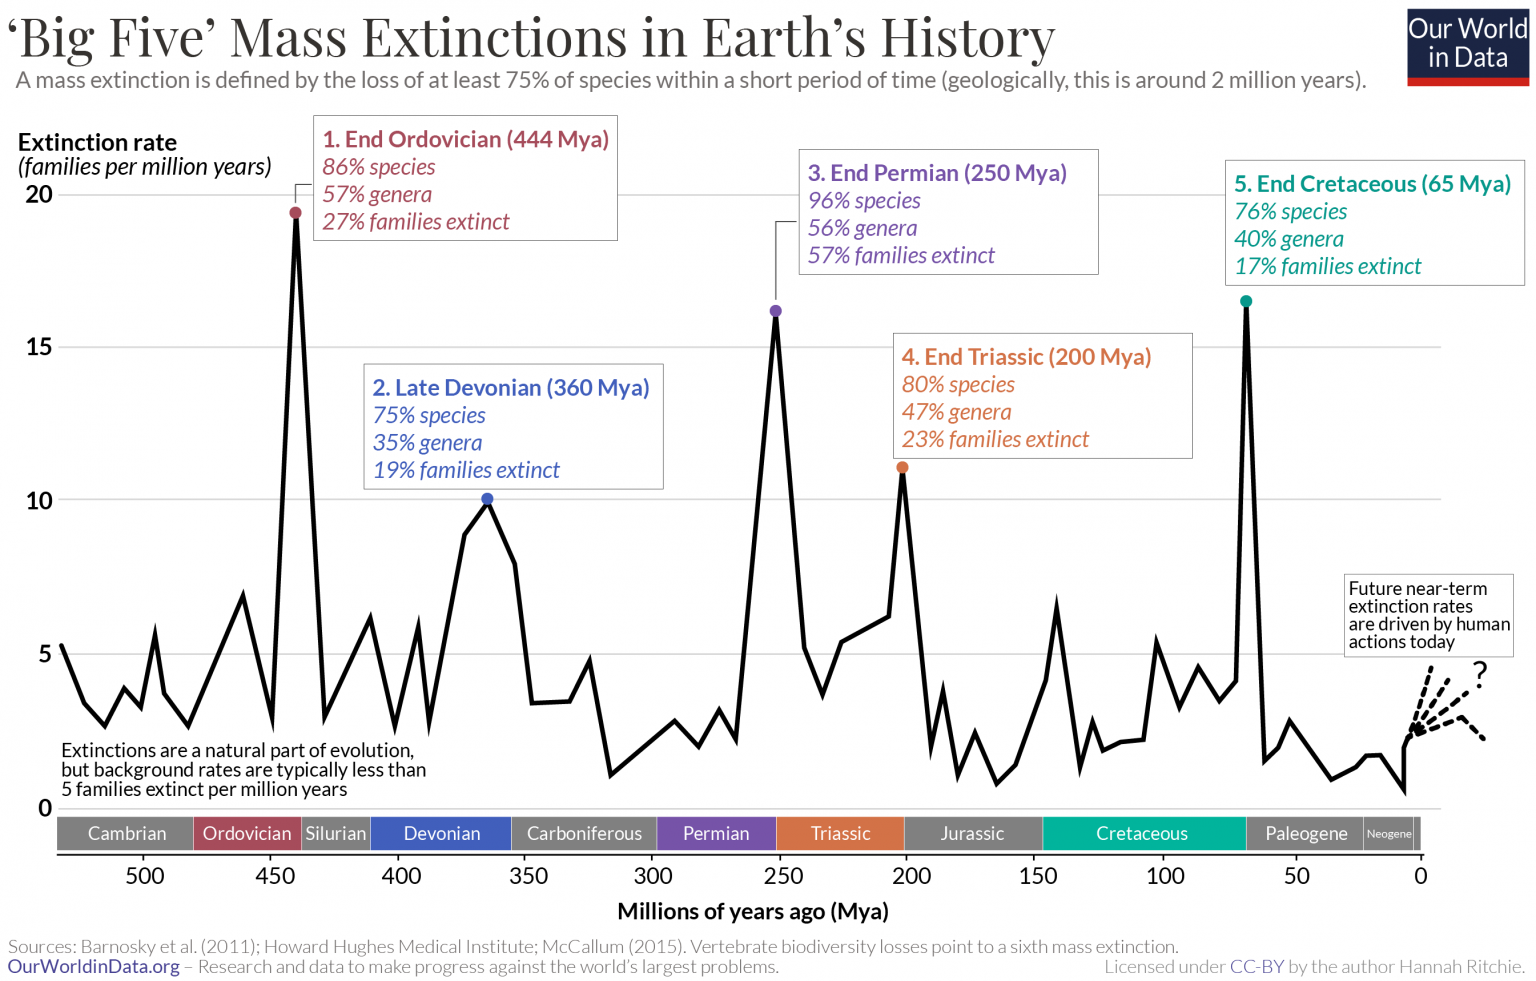 ‘Big Five’ Mass Extinctions in Earth’s History
Our World
in Data
A mass extinction is defined by the loss of at least 75% of species within a short period of time (geologically, this is around 2 million years).
Extinction rate
(families per million years)
1. End Ordovician (444 Mya)
86% species
57% genera
27% families extinct
3. End Permian (250 Mya)
96% species
56% genera
57% families extinct
5. End Cretaceous (65 Mya)
76% species
40% genera
17% families extinct
2. Late Devonian (360 Mya)
75% species
35% genera
19% families extinct
4. End Triassic (200 Mya)
80% species
47% genera
23% families extinct
20
15
10
5
0
Future near-term
extinction rates
are driven by human
actions today
?
Extinctions are a natural part of evolution,
but background rates are typically less than
5 families extinct per million years
Cambrian Ordovician Silurian Devonian Carboniferous Permian Triassic Jurassic Cretaceous Paleogene Neogene
500 450 400 350 300 250 200 150 100 50 0
Millions of years ago (Mya)
Sources: Barnosky et al. (2011); Howard Hughes Medical Institute; McCallum (2015). Vertebrate biodiversity losses point to a sixth mass extinction.
OurWorldinData.org – Research and data to make progress against the world’s largest problems.
Licensed under CC-BY by the author Hannah Ritchie.